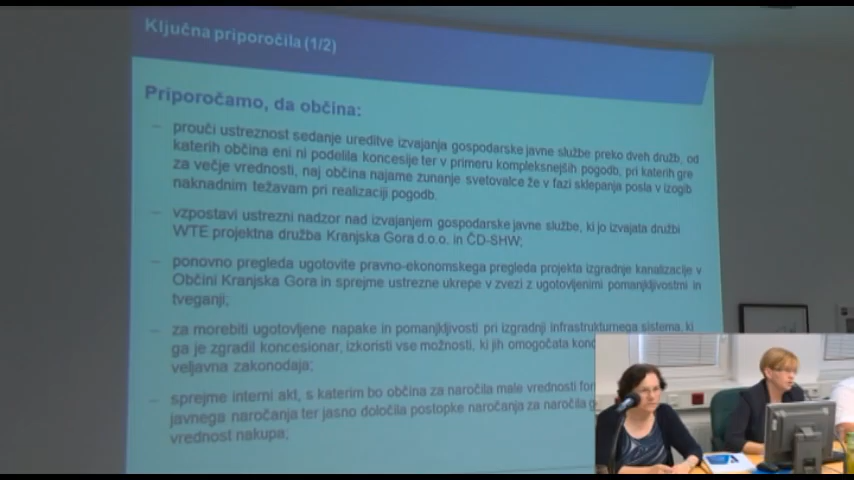 Ključna priporočila (1/2)
Priporočamo, da občina:
– prouči ustreznost sedanje ureditve izvajanja gospodarske javne službe preko dveh družb, od
katerih občina eni ni podelila koncesije ter v primeru kompleksnejših pogodb, pri katerih gre
za večje vrednosti, naj občina najame zunanje svetovalce že v fazi sklepanja posla v izogib
naknadnim težavam pri realizaciji pogodb.
– vzpostavi ustrezni nadzor nad izvajanjem gospodarske javne službe, ki jo izvajata družbi
WTE projektna družba Kranjska Gora d.o.o. in ČD-SHW;
– ponovno pregleda ugotovite pravno-ekonomskega pregleda projekta izgradnje kanalizacije v
Občini Kranjska Gora in sprejme ustrezne ukrepe v zvezi z ugotovljenimi pomanjkljivostmi in
tveganji;
– za morebiti ugotovljene napake in pomanjkljivosti pri izgradnji infrastrukturnega sistema, ki
ga je zgradil koncesionar, izkoristi vse možnosti, ki jih omogočata
veljavna zakonodaja;
– sprejme interni akt, s katerim bo občina za naročila male vrednosti
javnega naročanja ter jasno določila postopke naročanja za naročila
vrednost nakupa;